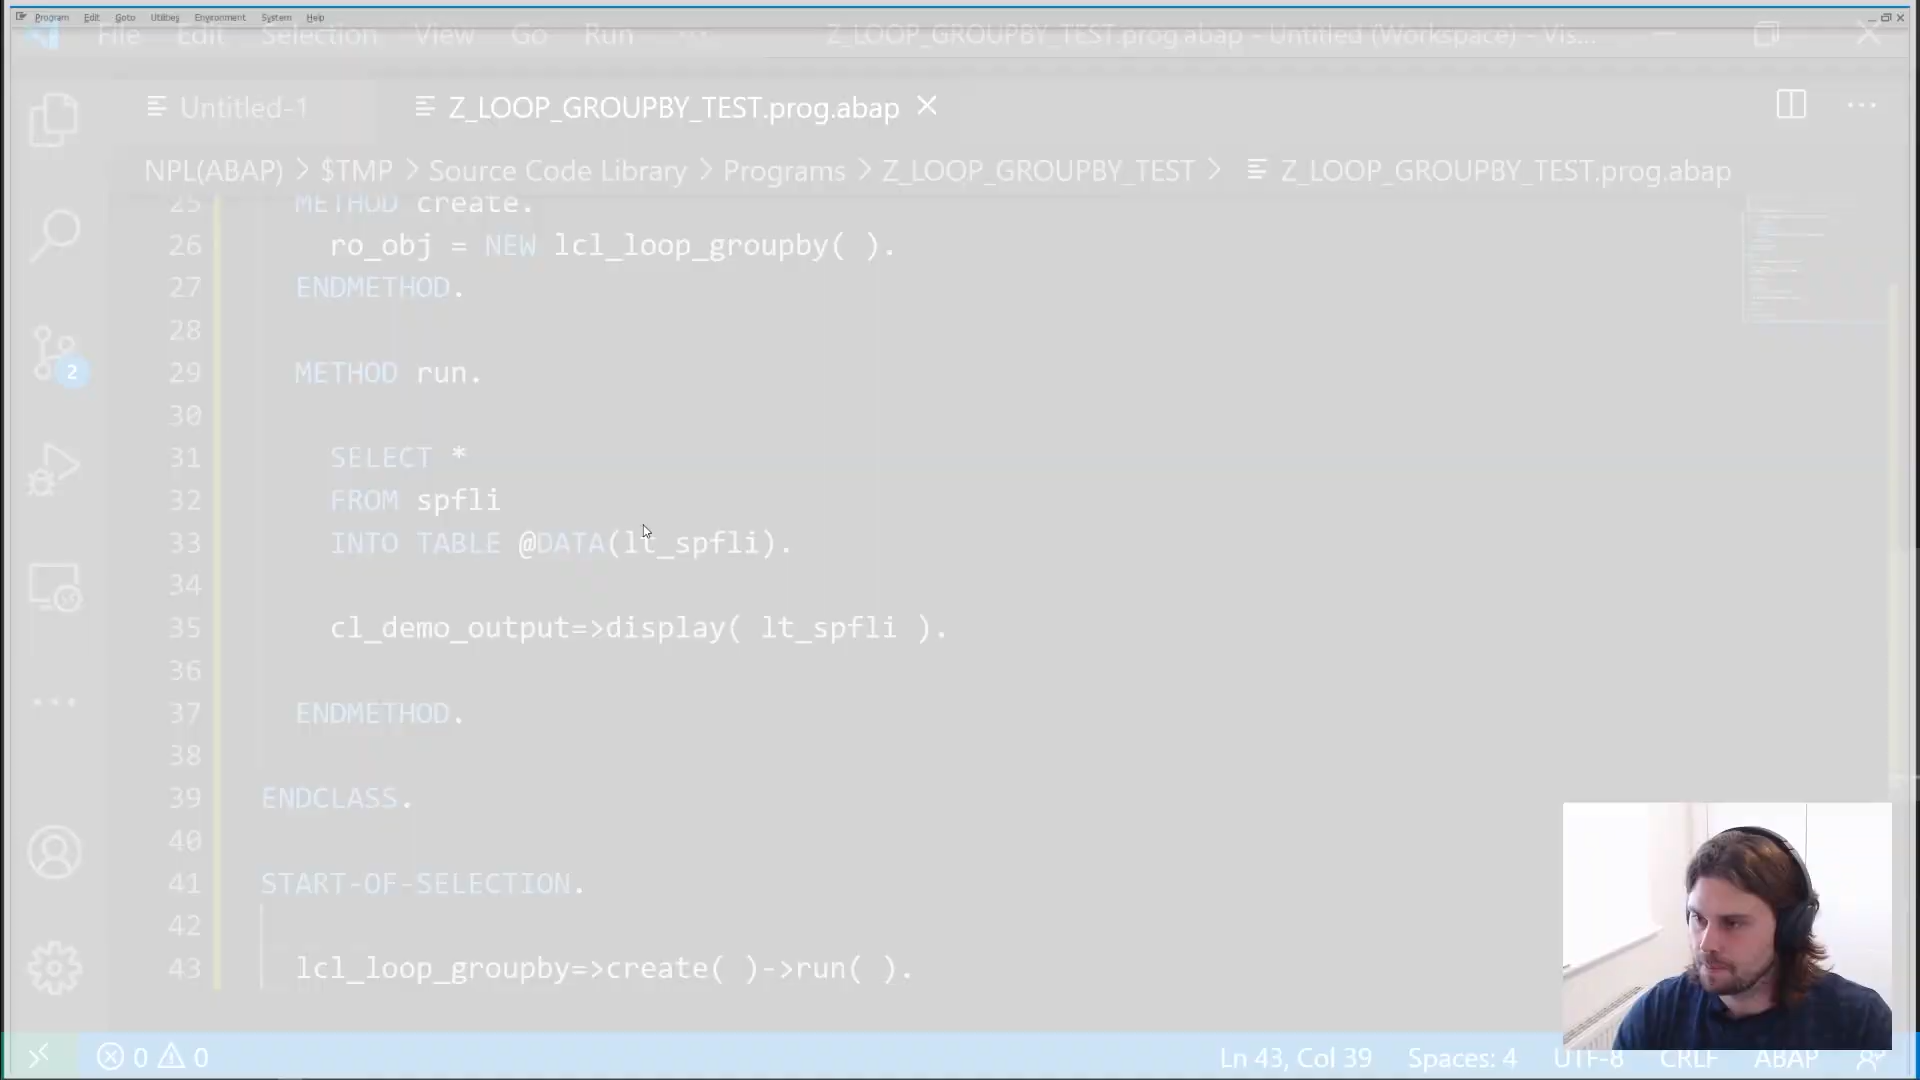 Program Edit Goto Utilities Environment System Help
File Edit Selection View Go Run ... Z_LOOP_GROUPBY_TEST.prog.abap - Untitled (Workspace) - Vis...
Untitled-1 Z_LOOP_GROUPBY_TEST.prog.abap
NPL(ABAP) > $TMP > Source Code Library > Programs > Z_LOOP_GROUPBY_TEST > Z_LOOP_GROUPBY_TEST.prog.abap
25 METHOD create.
26 ro_obj = NEW lcl_loop_groupby( ).
27 ENDMETHOD.
28
29 METHOD run.
30
31 SELECT *
32 FROM spfli
33 INTO TABLE @DATA(lt_spfli).
34
35 cl_demo_output=>display( lt_spfli ).
36
37 ENDMETHOD.
38
39 ENDCLASS.
40
41 START-OF-SELECTION.
42
43 lcl_loop_groupby=>create( )->run( ).
2
0 0 Ln 43, Col 39 Spaces: 4 UTF-8 CRLF ABAP